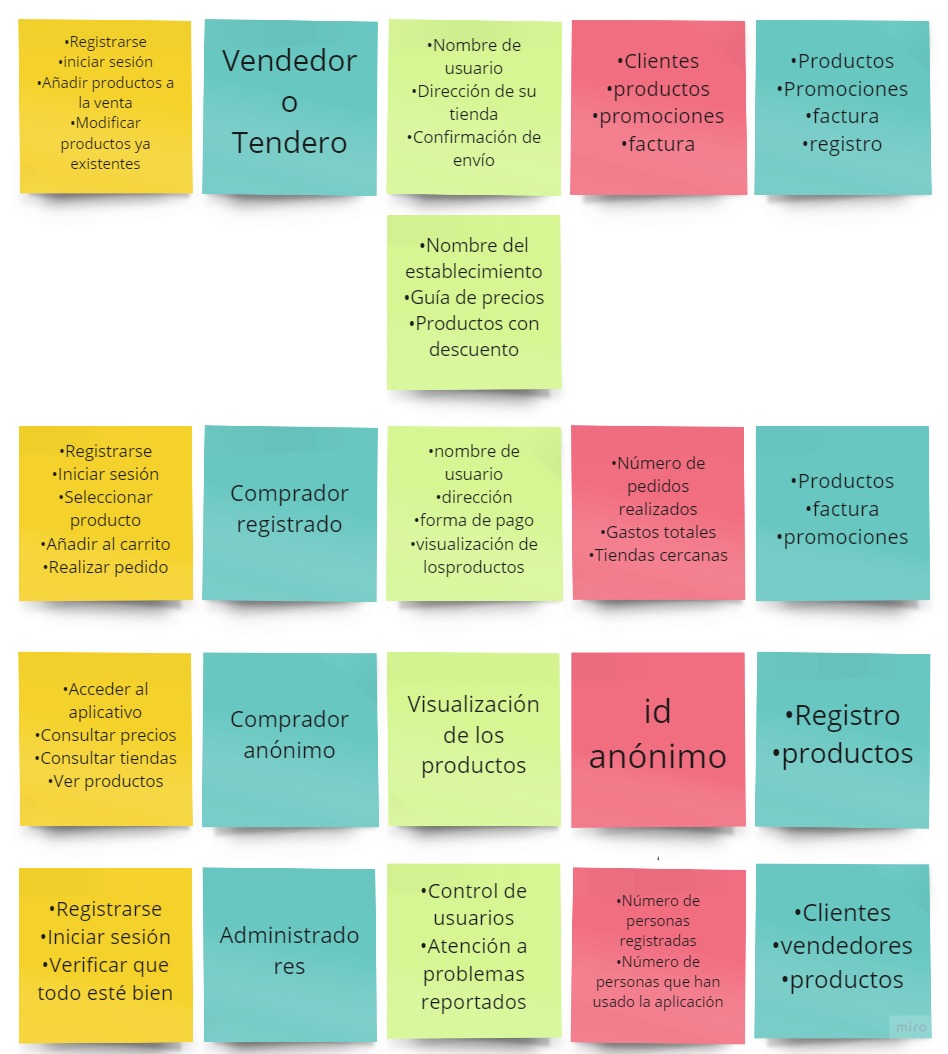 •Registrarse
•iniciar sesión
•Añadir productos a
la venta
•Modificar
productos ya
existentes
Vendedor
o
Tendero
•Nombre de
usuario
•Dirección de su
tienda
•Confirmación de
envío
•Clientes
•productos
•promociones
•factura
•Productos
•Promociones
•factura
•registro
•Nombre del
establecimiento
•Guía de precios
•Productos con
descuento
•Registrarse
•Iniciar sesión
•Seleccionar
producto
•Añadir al carrito
•Realizar pedido
Comprador
registrado
•nombre de
usuario
•dirección
•forma de pago
•visualización de
losproductos
•Número de
pedidos
realizados
•Gastos totales
•Tiendas cercanas
•Productos
•factura
•promociones
•Acceder al
aplicativo
•Consultar precios
•Consultar tiendas
•Ver productos
Comprador
anónimo
Visualización
de los
productos
id
anónimo
•Registro
•productos
•Registrarse
•Iniciar sesión
•Verificar que
todo esté bien
Administrado
res
•Control de
usuarios
•Atención a
problemas
reportados
•Número de
personas
registradas
•Número de
personas que han
usado la aplicación
•Clientes
•vendedores
•productos
miro